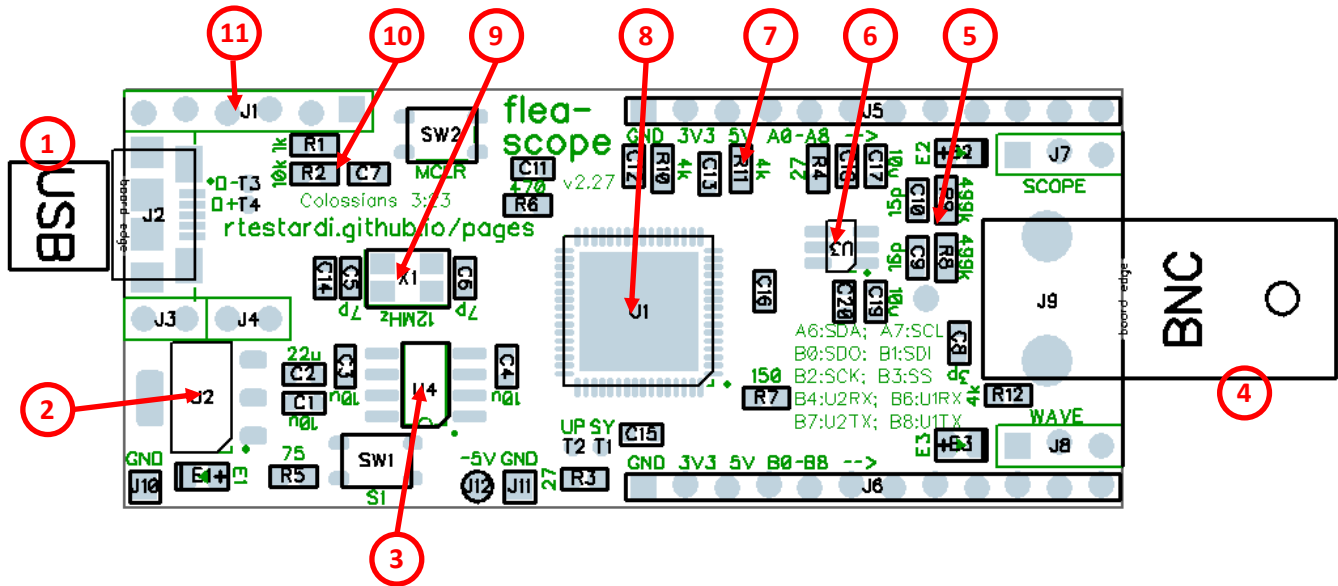 11
10
9
8
7
6
5
1
J1
1k
R1
10k
R2
C7
SW2
MCLR
flea-
scope
C11
470
R6
v2.27
GND 3V3 5V A0-A8 -->
J5
C12
R10
4k
C13
R11
4k
27
R4
C18
C17
10u
E2
J7
SCOPE
15p
C10
R9
499k
USB
board edge
J2
D-T3
D+T4
Colossians 3:23
rtestardi.github.io/pages
U3
C9
R8
499k
BNC
board edge
J9
C14
C5
7p
X1
12MHz
C6
7p
U1
C16
C20
C19
10u
J3
J4
A6:SDA; A7:SCL
B0:SDO; B1:SDI
B2:SCK; B3:SS
B4:U2RX; B6:U1RX
B7:U2TX; B8:U1TX
C8
3p
4k
R12
4
2
U2
22u
C2
C1
10u
C3
10u
U4
C4
10u
150
R7
WAVE
E3
J8
GND
J10
E1
75
R5
SW1
S1
-5V GND
J12
J11
27
UP SY
T2 T1
R3
C15
GND 3V3 5V B0-B8 -->
J6
3